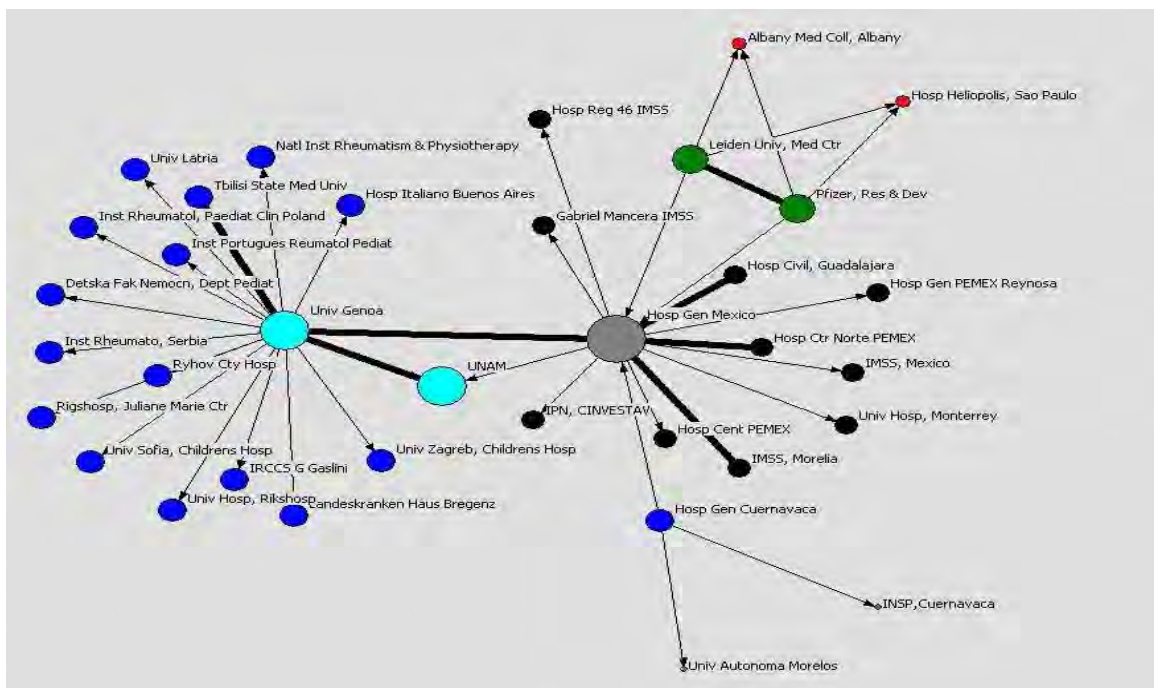 Albany Med Coll, Albany
Hosp Heliopolis, Sao Paulo
Hosp Reg 46 IMSS
Leiden Univ, Med Ctr
Natl Inst Rheumatism & Physiotherapy
Univ Latria
Tbilisi State Med Univ
Hosp Italiano Buenos Aires
Pfizer, Res & Dev
Inst Rheumatol, Paediat Clin Poland
Gabriel Mancera IMSS
Inst Portugues Reumatol Pediat
Hosp Civil, Guadalajara
Detska Fak Nemocn, Dept Pediat
Hosp Gen PEMEX Reynosa
Univ Genoa
Hosp Gen Mexico
Inst Rheumato, Serbia
Hosp Ctr Norte PEMEX
Ryhov Cty Hosp
UNAM
IMSS, Mexico
Rigshosp, Juliane Marie Ctr
IPN, CINVESTAV
Univ Hosp, Monterrey
Hosp Cent PEMEX
Univ Sofia, Childrens Hosp
Univ Zagreb, Childrens Hosp
IMSS, Morelia
IRCCS G Gaslini
Univ Hosp, Rikshosp
Landeskranken Haus Bregenz
Hosp Gen Cuernavaca
INSP,Cuernavaca
Univ Autonoma Morelos